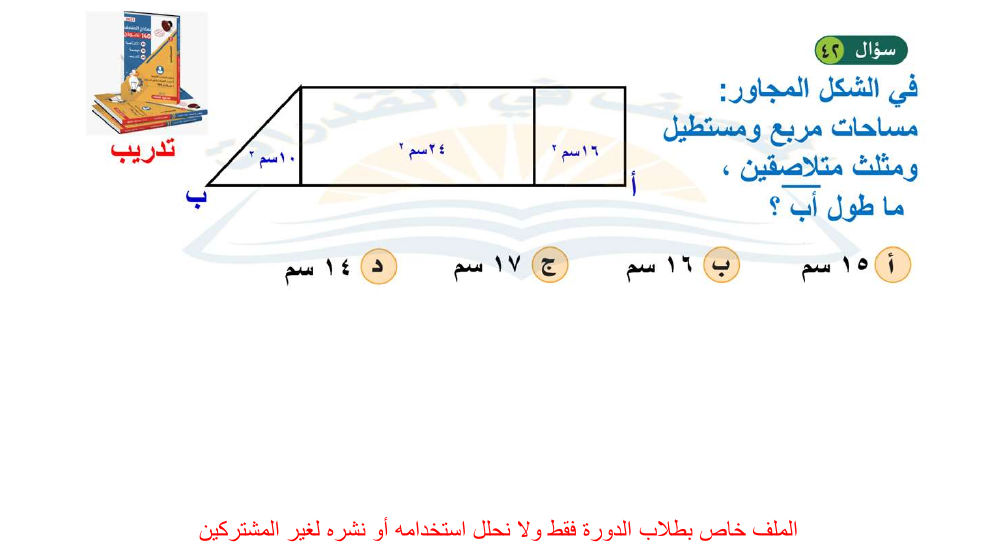 سؤال ٤٢
في الشكل المجاور:
مساحات مربع ومستطيل
ومثلث متلاصقين ،
ما طول أب ؟
١٦سم ٢
٢٤سم ٢
١٠سم ٢
أ
ب
تدريب
أ ١٥ سم
ب ١٦ سم
ج ١٧ سم
د ١٤ سم
الملف خاص بطلاب الدورة فقط ولا نحلل استخدامه أو نشره لغير المشتركين